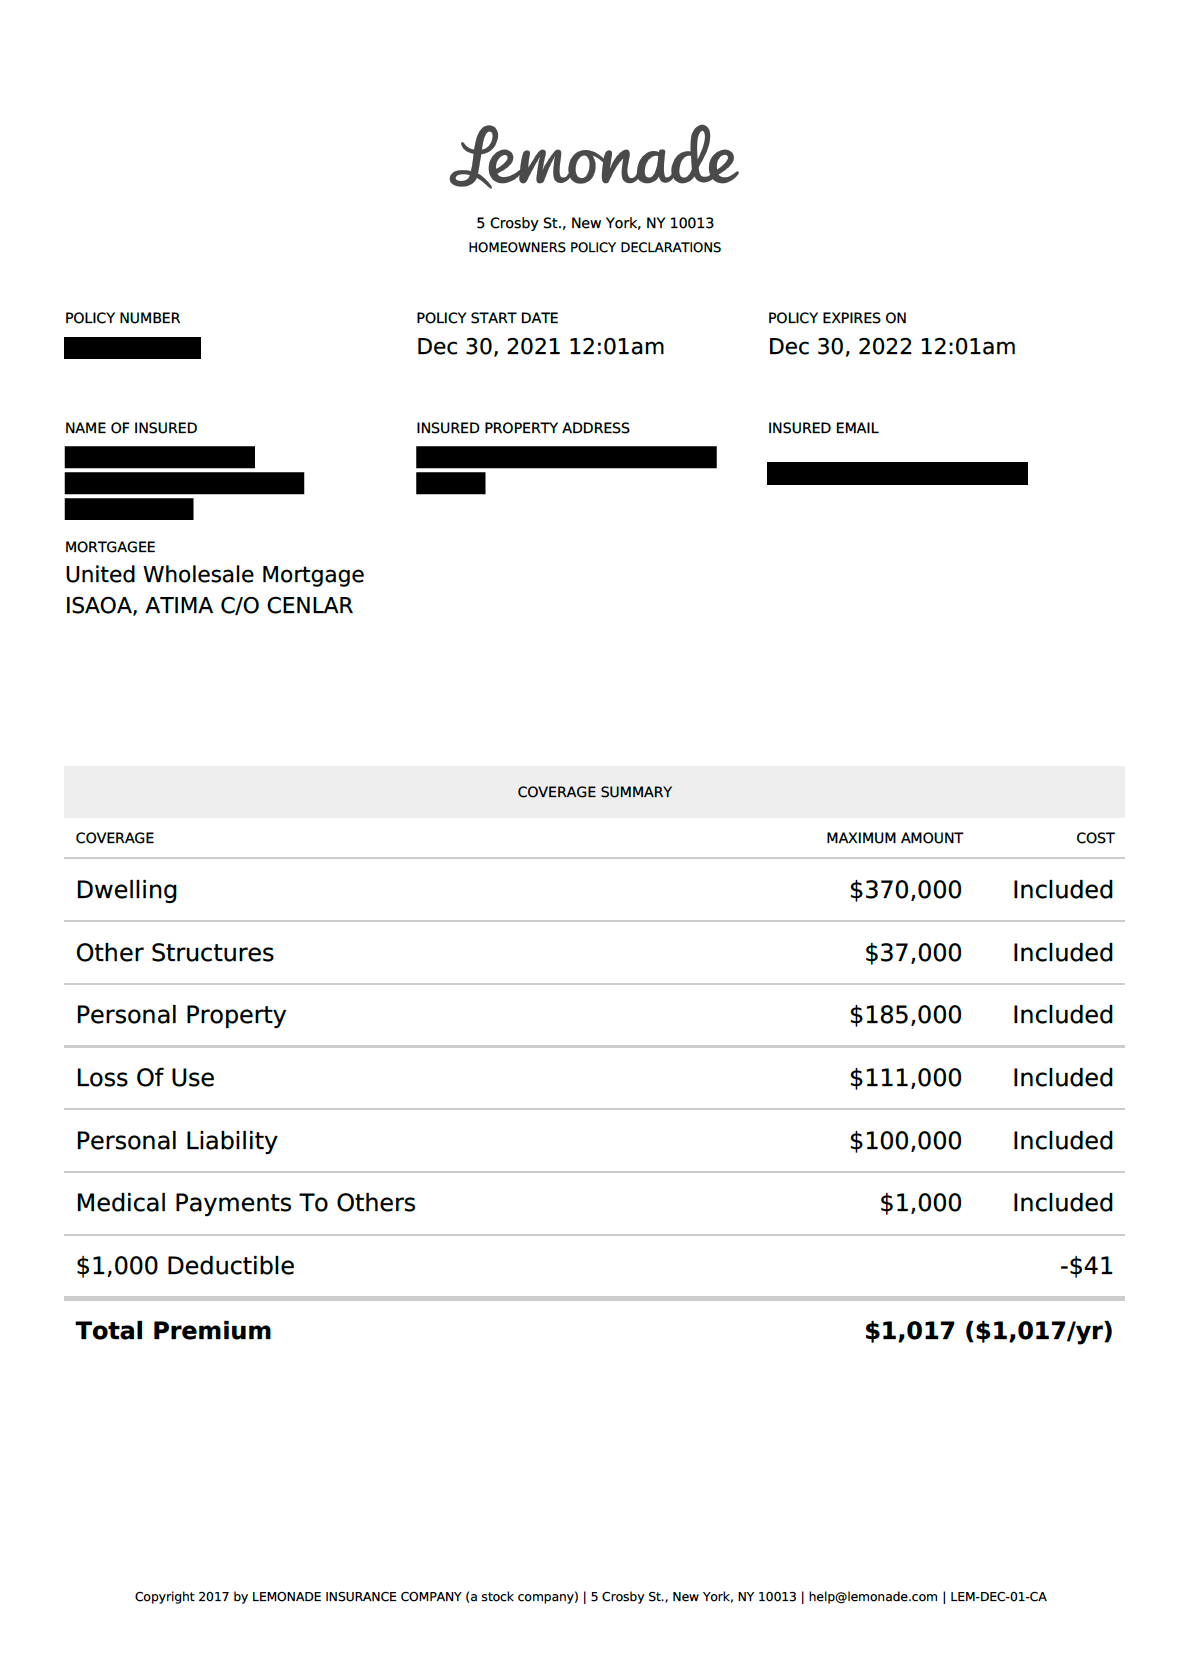 Lemonade
5 Crosby St., New York, NY 10013
HOMEOWNERS POLICY DECLARATIONS
POLICY NUMBER
POLICY START DATE
Dec 30, 2021 12:01am
POLICY EXPIRES ON
Dec 30, 2022 12:01am
NAME OF INSURED
INSURED PROPERTY ADDRESS
INSURED EMAIL
MORTGAGEE
United Wholesale Mortgage
ISAOA, ATIMA C/O CENLAR
COVERAGE SUMMARY
COVERAGE MAXIMUM AMOUNT COST
Dwelling $370,000 Included
Other Structures $37,000 Included
Personal Property $185,000 Included
Loss Of Use $111,000 Included
Personal Liability $100,000 Included
Medical Payments To Others $1,000 Included
$1,000 Deductible -$41
Total Premium $1,017 ($1,017/yr)
Copyright 2017 by LEMONADE INSURANCE COMPANY (a stock company) | 5 Crosby St., New York, NY 10013 | help@lemonade.com | LEM-DEC-01-CA